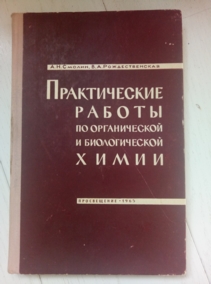 А.Н.Смолин, В.А.Рождественская
Практические
работы
по органической
и биологической
химии
Просвещение